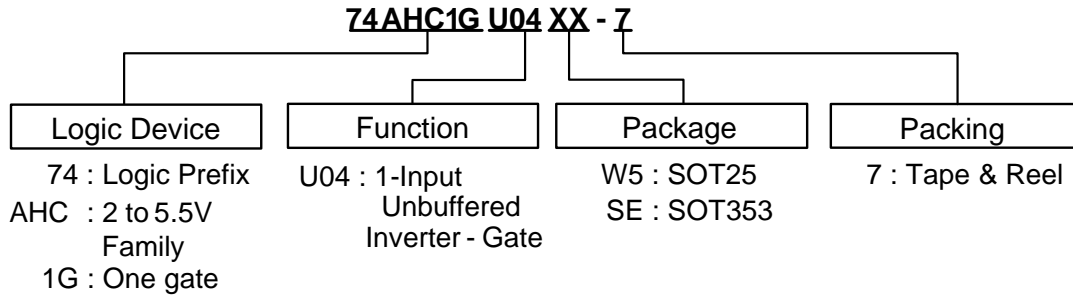 74AHC1G U04 XX - 7
Logic Device
74 : Logic Prefix
AHC : 2 to 5.5V
Family
1G : One gate
Function
U04 : 1-Input
Unbuffered
Inverter - Gate
Package
W5 : SOT25
SE : SOT353
Packing
7 : Tape & Reel